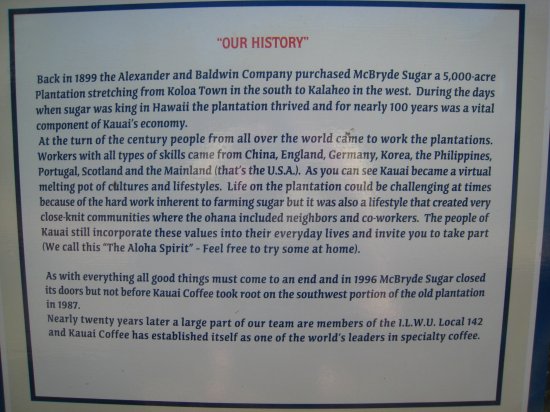 "OUR HISTORY"
Back in 1899 the Alexander and Baldwin Company purchased McBryde Sugar a 5,000-acre
Plantation stretching from Koloa Town in the south to Kalaheo in the west. During the days
when sugar was king in Hawaii the plantation thrived and for nearly 100 years was a vital
component of Kauai's economy.
At the turn of the century people from all over the world came to work the plantations.
Workers with all types of skills came from China, England, Germany, Korea, the Philippines,
Portugal, Scotland and the Mainland (that's the U.S.A.). As you can see Kauai became a virtual
melting pot of cultures and lifestyles. Life on the plantation could be challenging at times
because of the hard work inherent to farming sugar but it was also a lifestyle that created very
close-knit communities where the ohana included neighbors and co-workers. The people of
Kauai still incorporate these values into their everyday lives and invite you to take part
(We call this "The Aloha Spirit" - Feel free to try some at home).
As with everything all good things must come to an end and in 1996 McBryde Sugar closed
its doors but not before Kauai Coffee took root on the southwest portion of the old plantation
in 1987.
Nearly twenty years later a large part of our team are members of the I.L.W.U. Local 142
and Kauai Coffee has established itself as one of the world's leaders in specialty coffee.